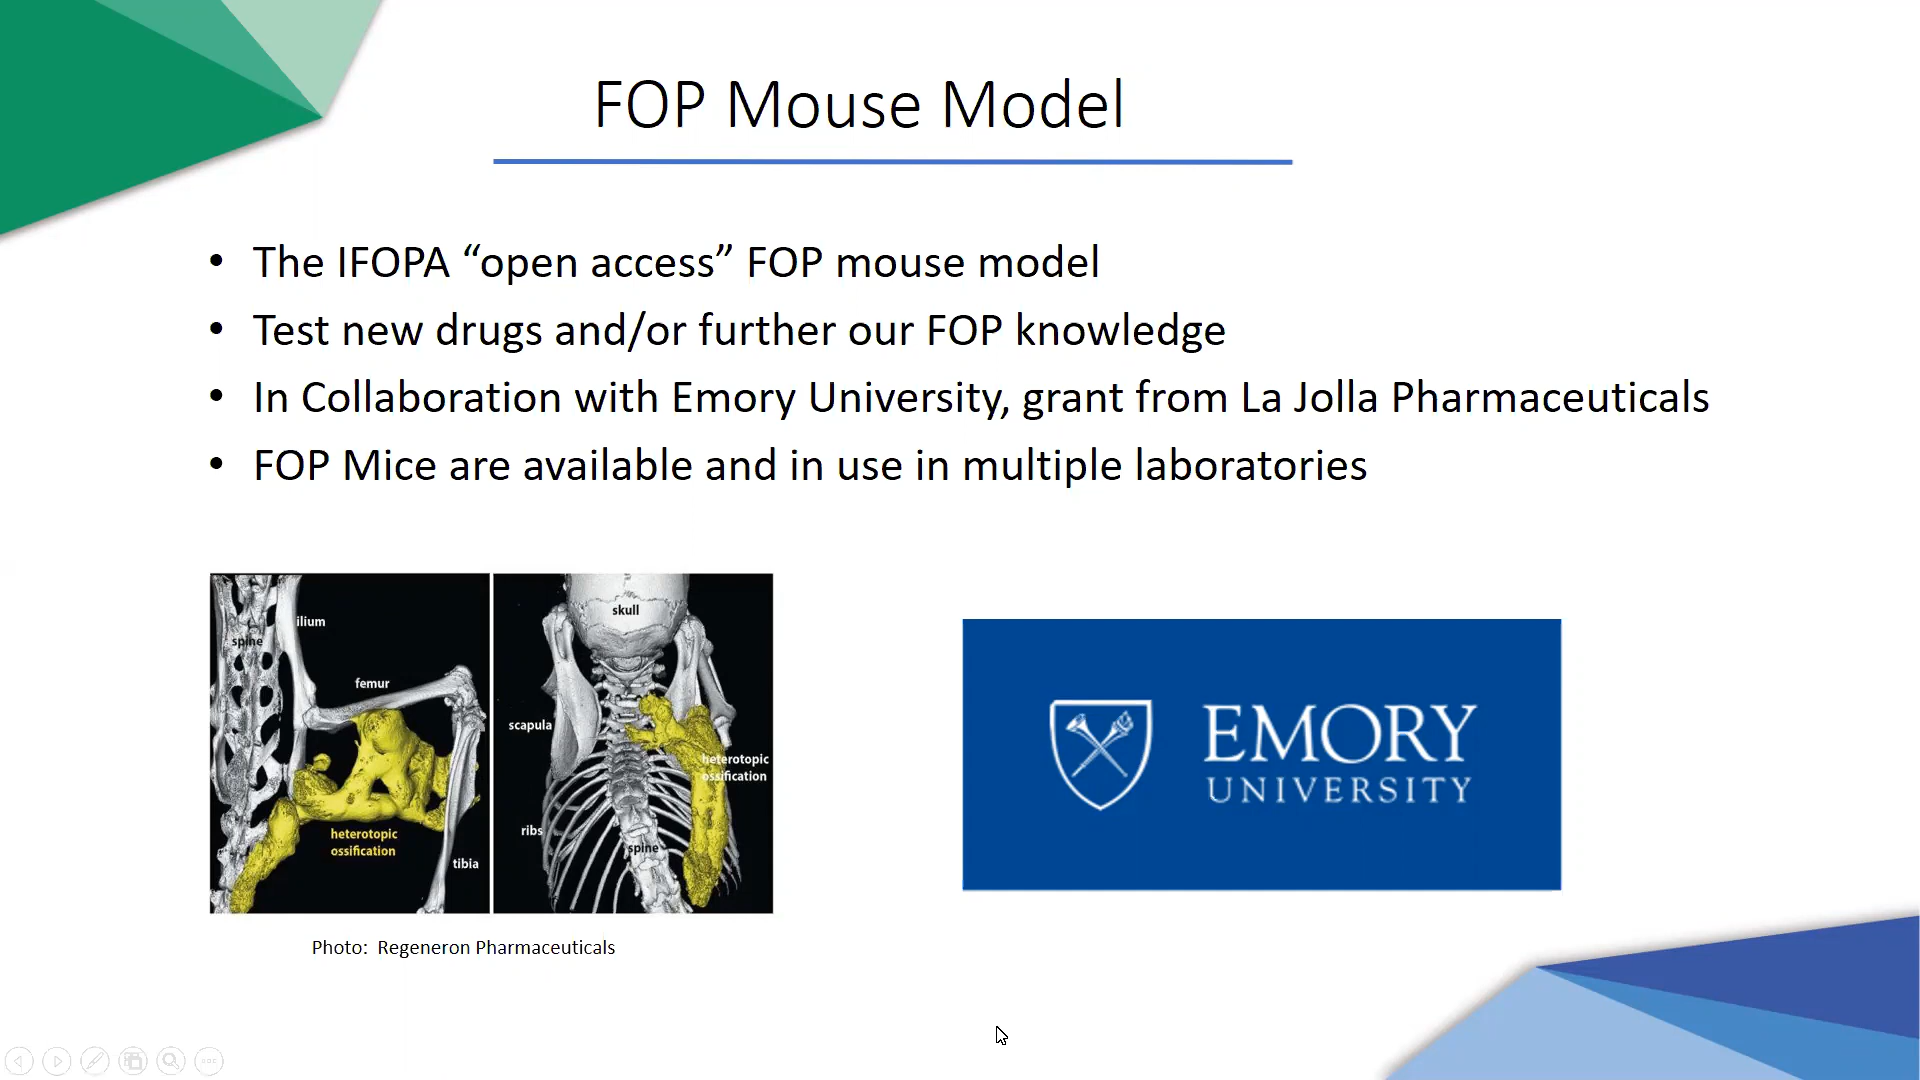 FOP Mouse Model
• The IFOPA “open access” FOP mouse model
• Test new drugs and/or further our FOP knowledge
• In Collaboration with Emory University, grant from La Jolla Pharmaceuticals
• FOP Mice are available and in use in multiple laboratories
ilium
spine
femur
heterotopic
ossification
tibia
skull
scapula
heterotopic
ossification
ribs
spine
EMORY
UNIVERSITY
Photo: Regeneron Pharmaceuticals